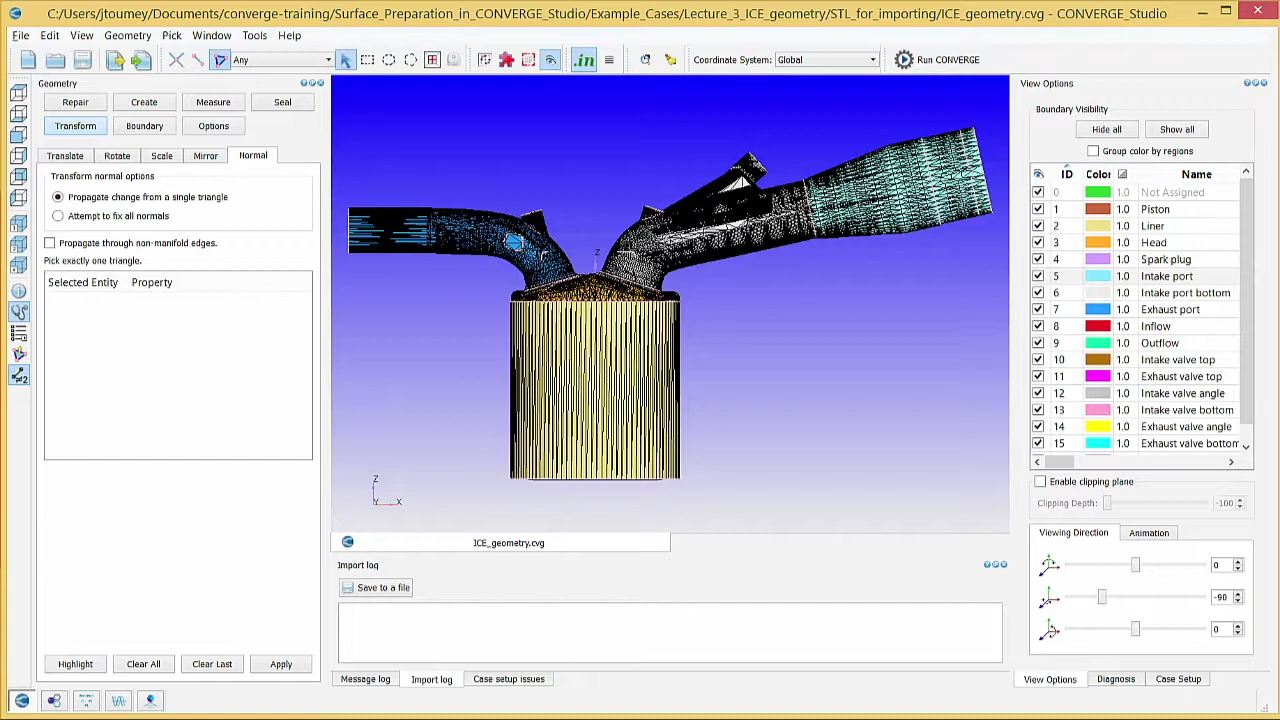 C:/Users/jtoumey/Documents/converge-training/Surface_Preparation_in_CONVERGE_Studio/Example_Cases/Lecture_3_ICE_geometry/STL_for_importing/ICE_geometry.cvg - CONVERGE_Studio
File Edit View Geometry Pick Window Tools Help
Any .in Coordinate System: Global Run CONVERGE
Geometry
Repair Create Measure Seal
Transform Boundary Options
Translate Rotate Scale Mirror Normal
Transform normal options
Propagate change from a single triangle
Attempt to fix all normals
Propagate through non-manifold edges.
Pick exactly one triangle.
Selected Entity Property
Highlight Clear All Clear Last Apply
Z
Z
Y X
ICE_geometry.cvg
Import log
Save to a file
Message log Import log Case setup issues
View Options
Boundary Visibility
Hide all Show all
Group color by regions
ID Color Name
0 1.0 Not Assigned
1 1.0 Piston
2 1.0 Liner
3 1.0 Head
4 1.0 Spark plug
5 1.0 Intake port
6 1.0 Intake port bottom
7 1.0 Exhaust port
8 1.0 Inflow
9 1.0 Outflow
10 1.0 Intake valve top
11 1.0 Exhaust valve top
12 1.0 Intake valve angle
13 1.0 Intake valve bottom
14 1.0 Exhaust valve angle
15 1.0 Exhaust valve bottom
Enable clipping plane
Clipping Depth: -100
Viewing Direction Animation
0
-90
0
View Options Diagnosis Case Setup